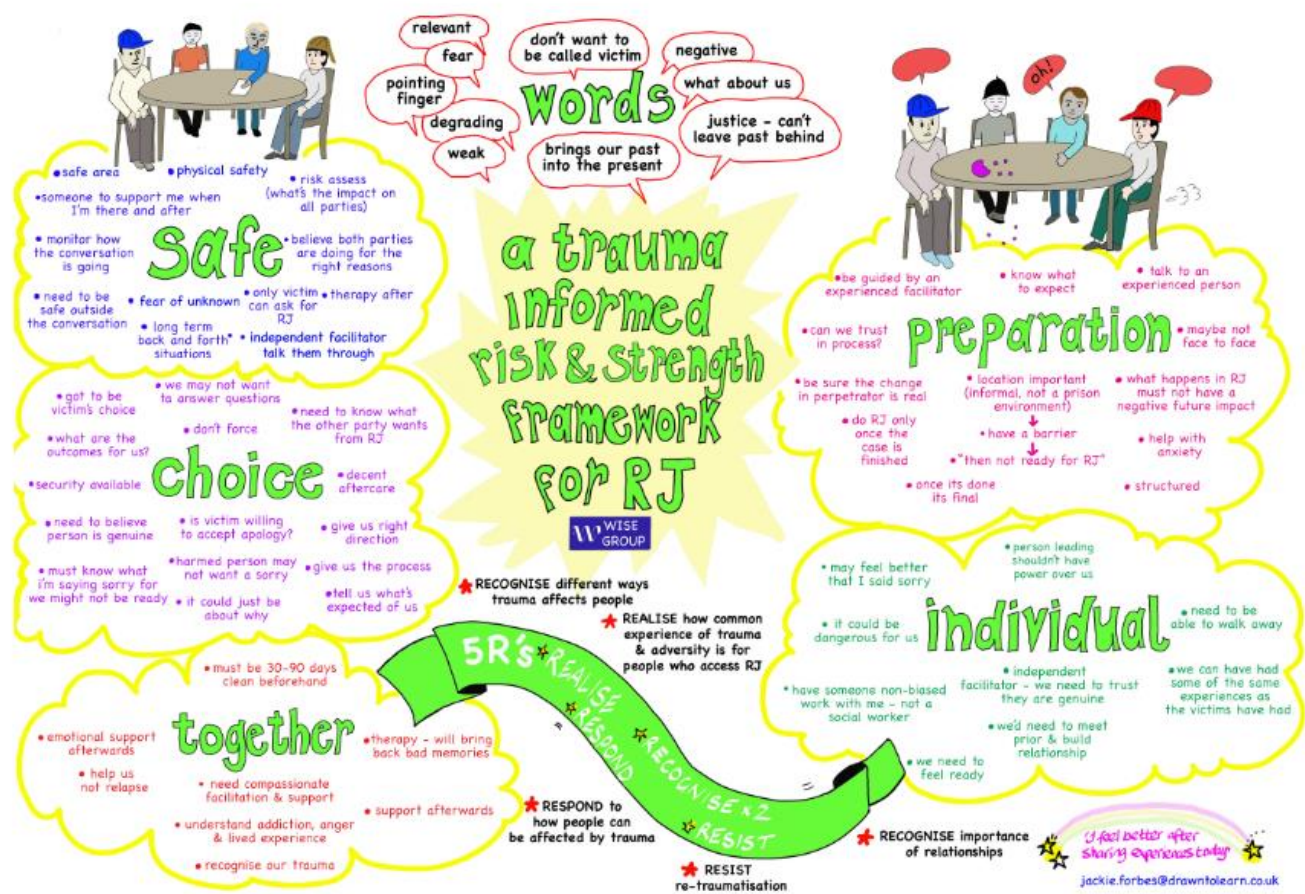 relevant
fear
pointing
finger
degrading
weak
don't want to
be called victim
negative
what about us
justice - can't
leave past behind
brings our past
into the present
words
oh!
a trauma
informed
risk & strength
framework
for RJ
W WISE
GROUP
safe
• safe area
• physical safety
• risk assess
(what's the impact on
all parties)
• someone to support me when
I'm there and after
• monitor how
the conversation
is going
• believe both parties
are doing for the
right reasons
• need to be
safe outside
the conversation
• fear of unknown
• only victim
can ask for
RJ
• therapy after
• long term
back and forth"
situations
• independent facilitator
talk them through
choice
• got to be
victim's choice
• we may not want
to answer questions
• need to know what
the other party wants
from RJ
• what are the
outcomes for us?
• don't force
• security available
• decent
aftercare
• need to believe
person is genuine
• is victim willing
to accept apology?
• give us right
direction
• must know what
i'm saying sorry for
we might not be ready
• harmed person may
not want a sorry
• give us the process
• it could just be
about why
• tell us what's
expected of us
together
• must be 30-90 days
clean beforehand
• emotional support
afterwards
• therapy - will bring
back bad memories
• help us
not relapse
• need compassionate
facilitation & support
• support afterwards
• understand addiction, anger
& lived experience
• recognise our trauma
preparation
• be guided by an
experienced facilitator
• know what
to expect
• talk to an
experienced person
• can we trust
in process?
• maybe not
face to face
• be sure the change
in perpetrator is real
• location important
(informal, not a prison
environment)
• what happens in RJ
must not have a
negative future impact
• do RJ only
once the
case is
finished
• have a barrier
• "then not ready for RJ"
• help with
anxiety
• once its done
its final
• structured
individual
• may feel better
that I said sorry
• person leading
shouldn't have
power over us
• it could be
dangerous for us
• need to be
able to walk away
• have someone non-biased
work with me - not a
social worker
• independent
facilitator - we need to trust
they are genuine
• we can have had
some of the same
experiences as
the victims have had
• we'd need to meet
prior & build
relationship
• we need to
feel ready
RECOGNISE different ways
trauma affects people
REALISE how common
experience of trauma
& adversity is for
people who access RJ
5R's
REALISE
RESPOND
RECOGNISE x2
RESIST
RESPOND to
how people can
be affected by trauma
RESIST
re-traumatisation
RECOGNISE importance
of relationships
feel better after
sharing experiences today
jackie.forbes@drawntolearn.co.uk